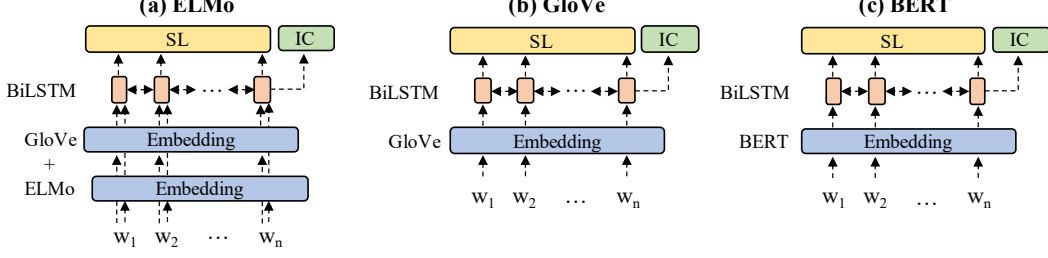 (a) ELMo
SL
IC
BiLSTM
...
GloVe
Embedding
+
ELMo
Embedding
w1 w2 ... wn
(b) GloVe
SL
IC
BiLSTM
...
GloVe
Embedding
w1 w2 ... wn
(c) BERT
SL
IC
BiLSTM
...
BERT
Embedding
w1 w2 ... wn